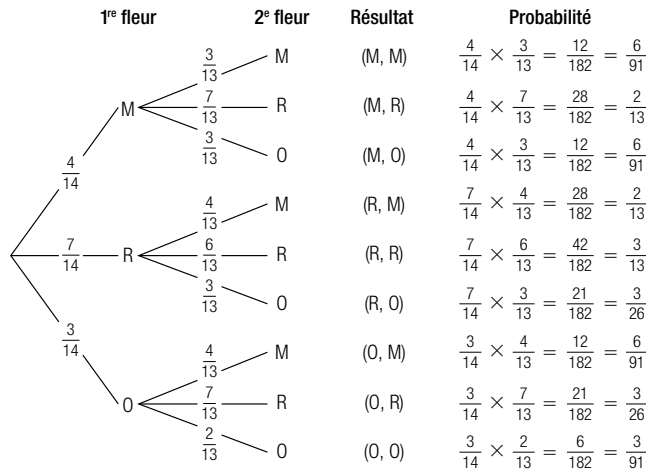 1re fleur 2e fleur Résultat Probabilité
3/13 M (M, M) 4/14 × 3/13 = 12/182 = 6/91
M 7/13 R (M, R) 4/14 × 7/13 = 28/182 = 2/13
3/13 O (M, O) 4/14 × 3/13 = 12/182 = 6/91
4/14
4/13 M (R, M) 7/14 × 4/13 = 28/182 = 2/13
7/14 R 6/13 R (R, R) 7/14 × 6/13 = 42/182 = 3/13
3/13 O (R, O) 7/14 × 3/13 = 21/182 = 3/26
3/14
4/13 M (O, M) 3/14 × 4/13 = 12/182 = 6/91
O 7/13 R (O, R) 3/14 × 7/13 = 21/182 = 3/26
2/13 O (O, O) 3/14 × 2/13 = 6/182 = 3/91